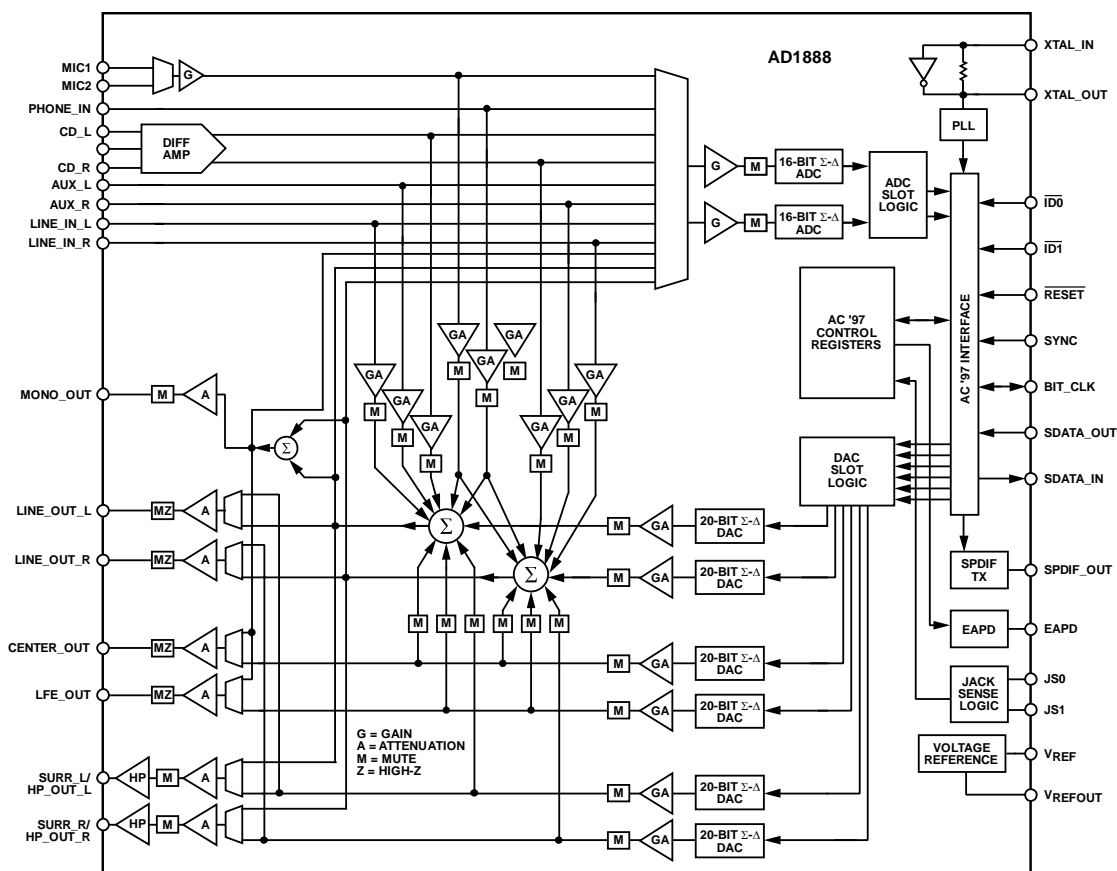 AD1888
MIC1
MIC2
G
PHONE_IN
CD_L
DIFF
AMP
CD_R
AUX_L
AUX_R
LINE_IN_L
LINE_IN_R
G
M
16-BIT Σ-Δ
ADC
G
M
16-BIT Σ-Δ
ADC
ADC
SLOT
LOGIC
XTAL_IN
XTAL_OUT
PLL
ID0
ID1
RESET
SYNC
BIT_CLK
SDATA_OUT
SDATA_IN
AC '97 INTERFACE
AC '97
CONTROL
REGISTERS
DAC
SLOT
LOGIC
GA
M
GA
M
GA
M
GA
M
GA
M
GA
M
GA
M
GA
M
GA
M
MONO_OUT
M
A
Σ
LINE_OUT_L
MZ
A
Σ
M
GA
20-BIT Σ-Δ
DAC
LINE_OUT_R
MZ
A
Σ
M
GA
20-BIT Σ-Δ
DAC
SPDIF
TX
SPDIF_OUT
M
M
M
M
M
M
EAPD
EAPD
CENTER_OUT
MZ
A
M
GA
20-BIT Σ-Δ
DAC
LFE_OUT
MZ
A
M
GA
20-BIT Σ-Δ
DAC
JACK
SENSE
LOGIC
JS0
JS1
G = GAIN
A = ATTENUATION
M = MUTE
Z = HIGH-Z
VOLTAGE
REFERENCE
VREF
VREFOUT
SURR_L/
HP_OUT_L
HP
M
A
M
GA
20-BIT Σ-Δ
DAC
SURR_R/
HP_OUT_R
HP
M
A
M
GA
20-BIT Σ-Δ
DAC